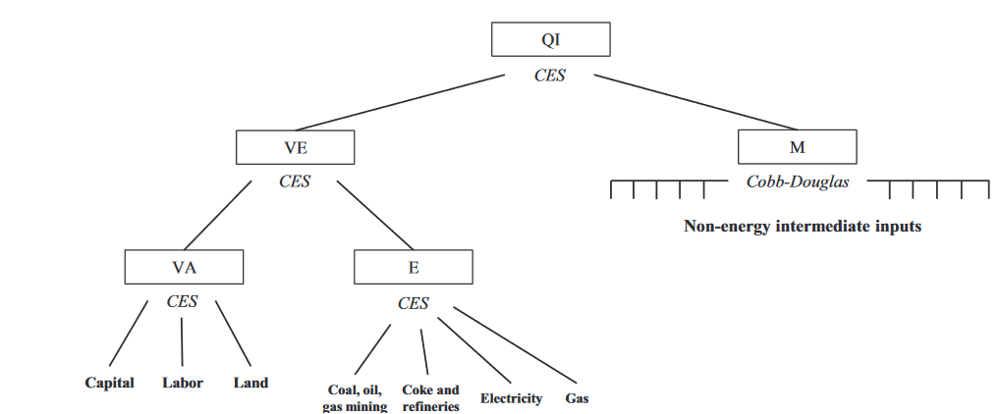 QI
CES
VE
M
CES
Cobb-Douglas
Non-energy intermediate inputs
VA
E
CES
CES
Capital
Labor
Land
Coal, oil,
gas mining
Coke and
refineries
Electricity
Gas